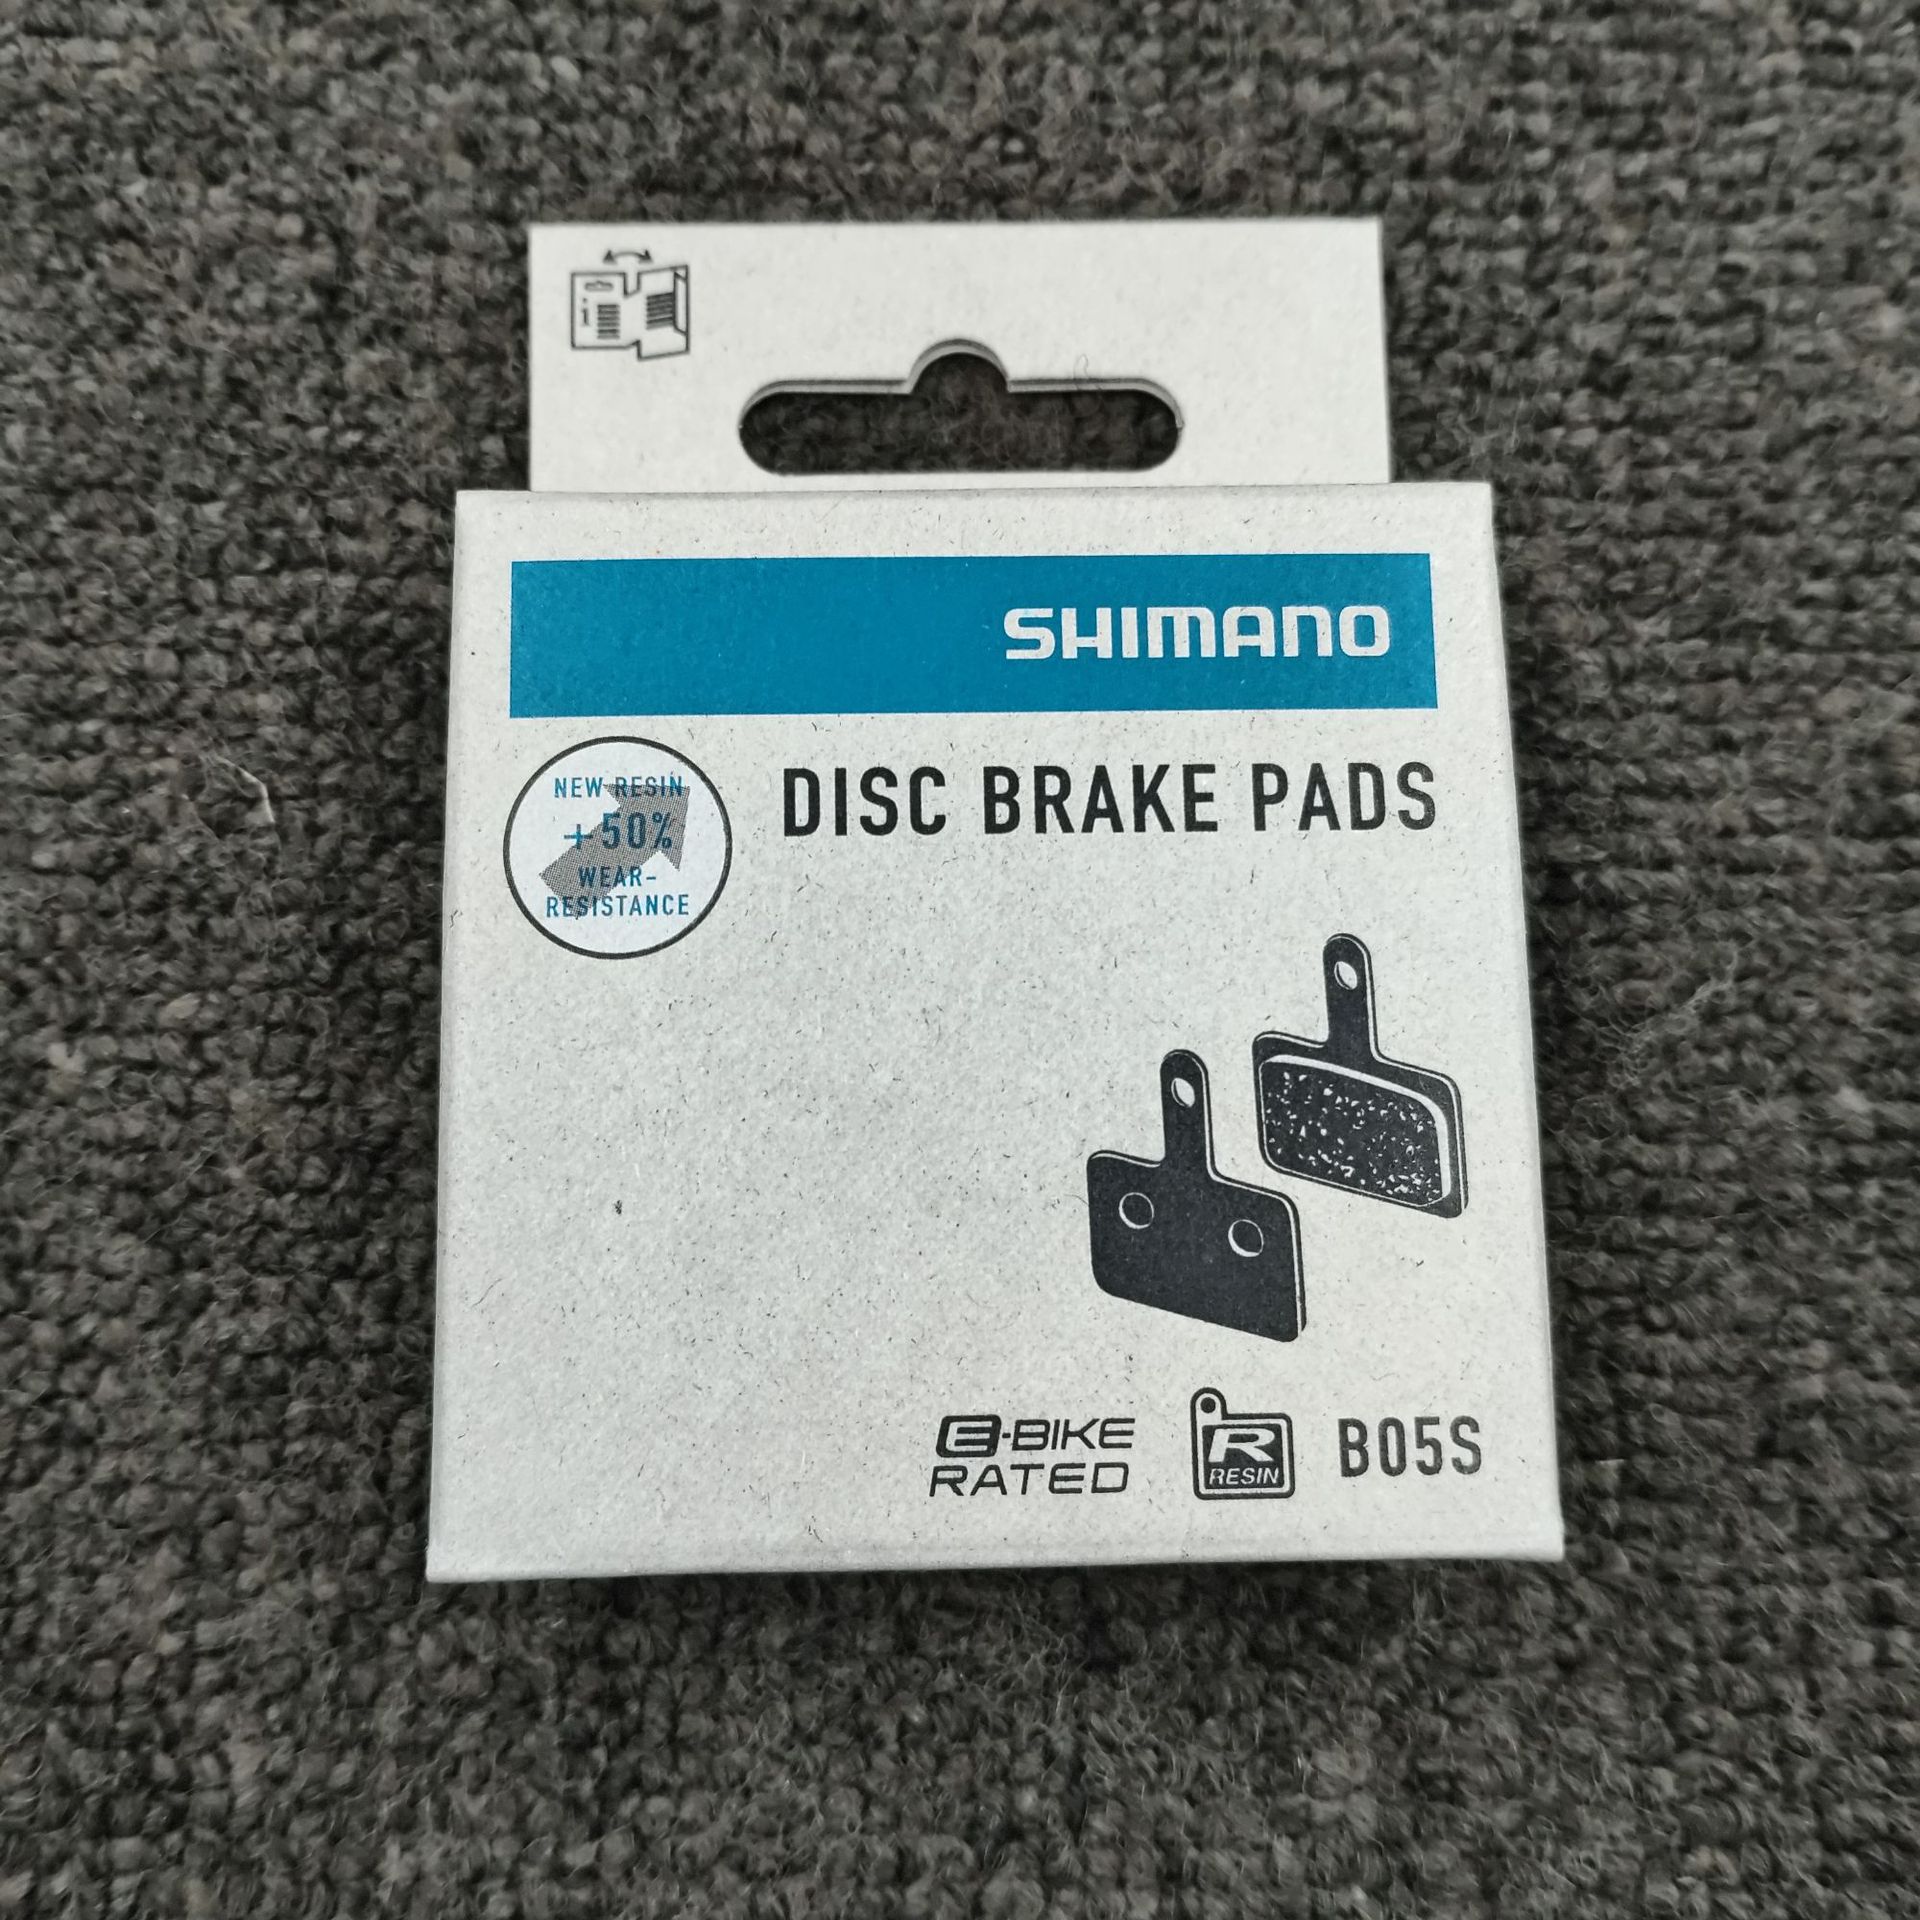 i
SHIMANO
NEW RESIN
+50%
WEAR-
RESISTANCE
DISC BRAKE PADS
E-BIKE
RATED
R
RESIN
B05S